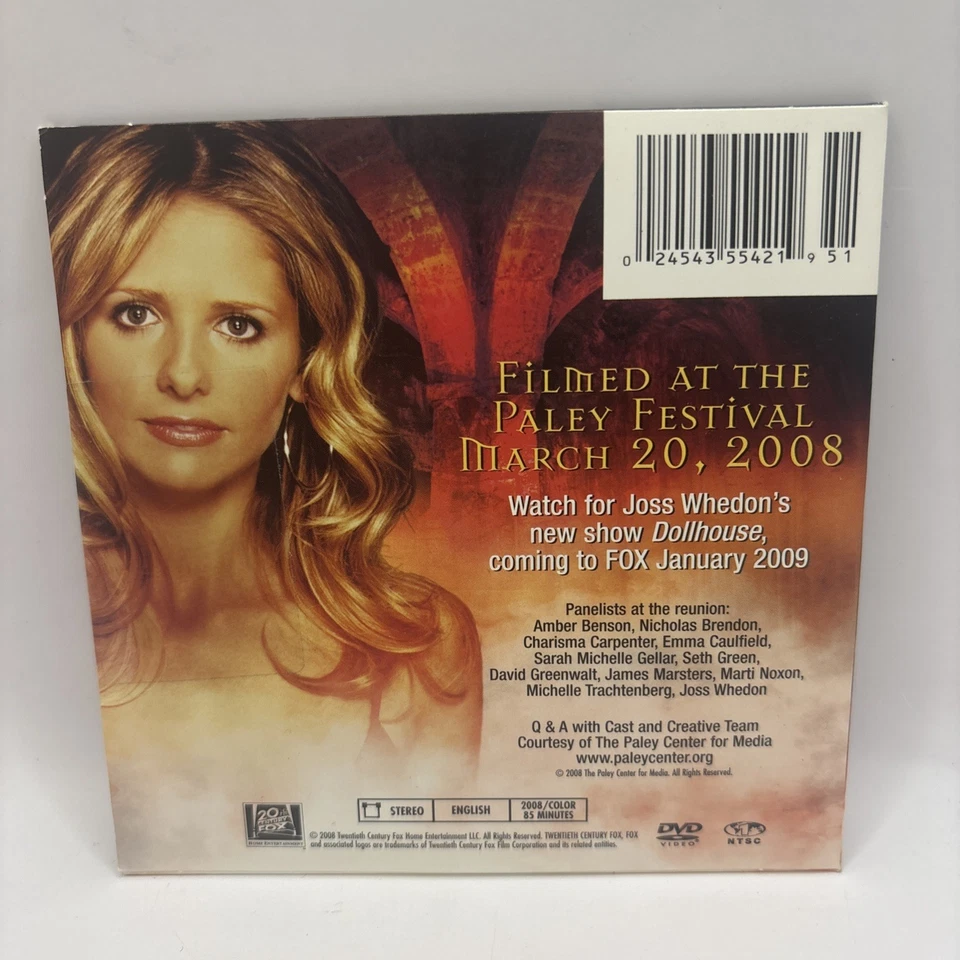 0 24543 55421 9 51
Filmed at the
Paley Festival
March 20, 2008
Watch for Joss Whedon's
new show Dollhouse,
coming to FOX January 2009
Panelists at the reunion:
Amber Benson, Nicholas Brendon,
Charisma Carpenter, Emma Caulfield,
Sarah Michelle Gellar, Seth Green,
David Greenwalt, James Marsters, Marti Noxon,
Michelle Trachtenberg, Joss Whedon
Q & A with Cast and Creative Team
Courtesy of The Paley Center for Media
www.paleycenter.org
© 2008 The Paley Center for Media. All Rights Reserved.
STEREO ENGLISH 2008/COLOR
85 MINUTES
20th
CENTURY
FOX
HOME ENTERTAINMENT
© 2008 Twentieth Century Fox Home Entertainment LLC. All Rights Reserved. TWENTIETH CENTURY FOX, FOX
and associated logos are trademarks of Twentieth Century Fox Film Corporation and its related entities.
DVD
VIDEO
1
NTSC